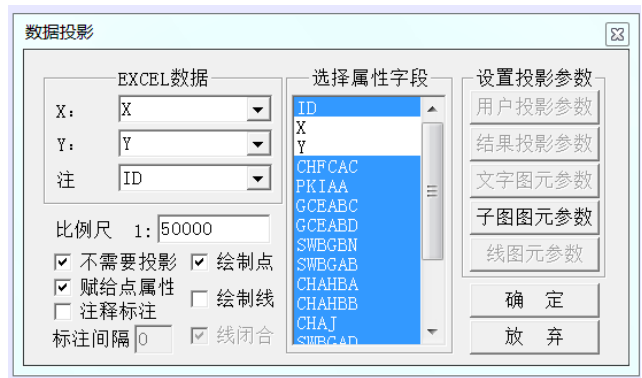 数据投影
EXCEL数据
X: X
Y: Y
注 ID
比例尺 1: 50000
不需要投影 绘制点
赋给点属性
绘制线
注释标注
标注间隔 0 线闭合
选择属性字段
ID
X
Y
CHFCAC
PKIAA
GCEABC
GCEABD
SWBGBN
SWBGAB
CHAHBA
CHAHBB
CHAJ
SWBGAD
设置投影参数
用户投影参数
结果投影参数
文字图元参数
子图图元参数
线图元参数
确 定
放 弃